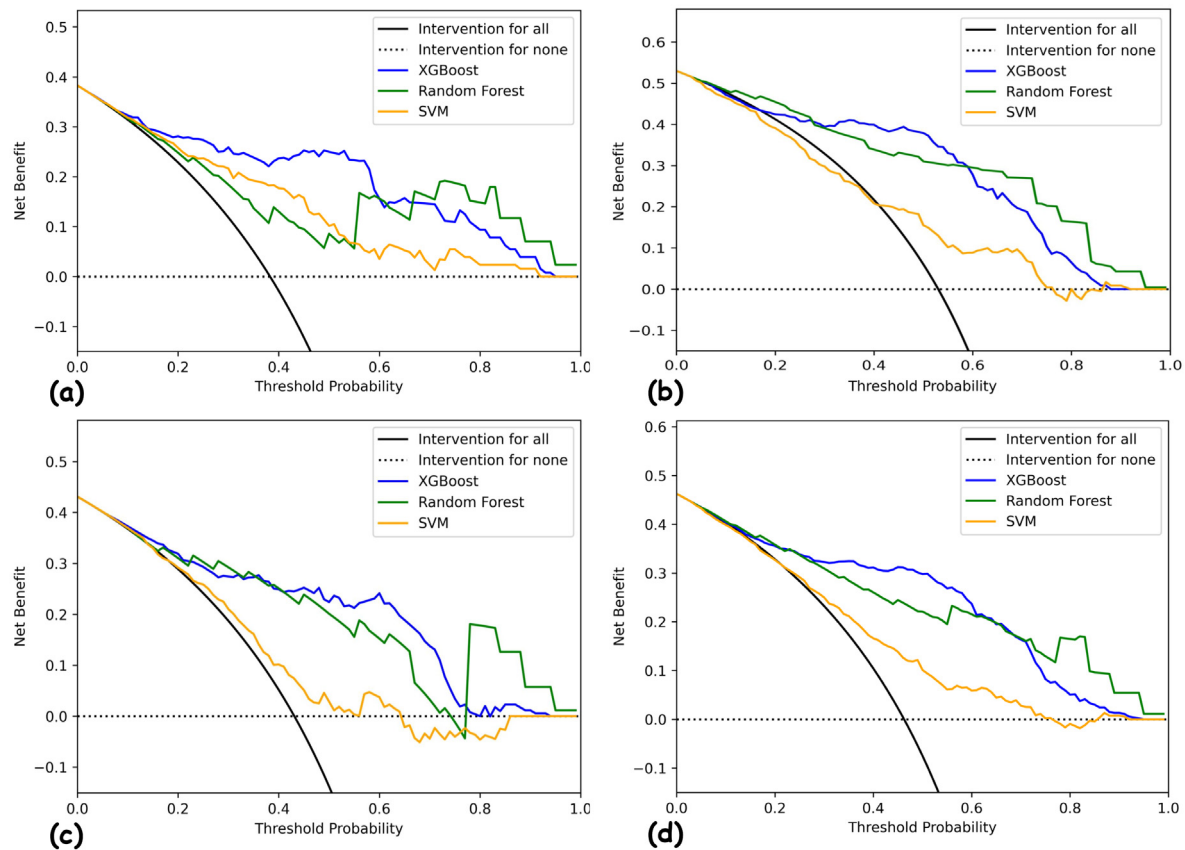 0.5
0.4
0.3
0.2
0.1
0.0
−0.1
Net Benefit
Intervention for all
Intervention for none
XGBoost
Random Forest
SVM
0.0 0.2 0.4 0.6 0.8 1.0
Threshold Probability
(a)
0.6
0.5
0.4
0.3
0.2
0.1
0.0
−0.1
Net Benefit
Intervention for all
Intervention for none
XGBoost
Random Forest
SVM
0.0 0.2 0.4 0.6 0.8 1.0
Threshold Probability
(b)
0.5
0.4
0.3
0.2
0.1
0.0
−0.1
Net Benefit
Intervention for all
Intervention for none
XGBoost
Random Forest
SVM
0.0 0.2 0.4 0.6 0.8 1.0
Threshold Probability
(c)
0.6
0.5
0.4
0.3
0.2
0.1
0.0
−0.1
Net Benefit
Intervention for all
Intervention for none
XGBoost
Random Forest
SVM
0.0 0.2 0.4 0.6 0.8 1.0
Threshold Probability
(d)